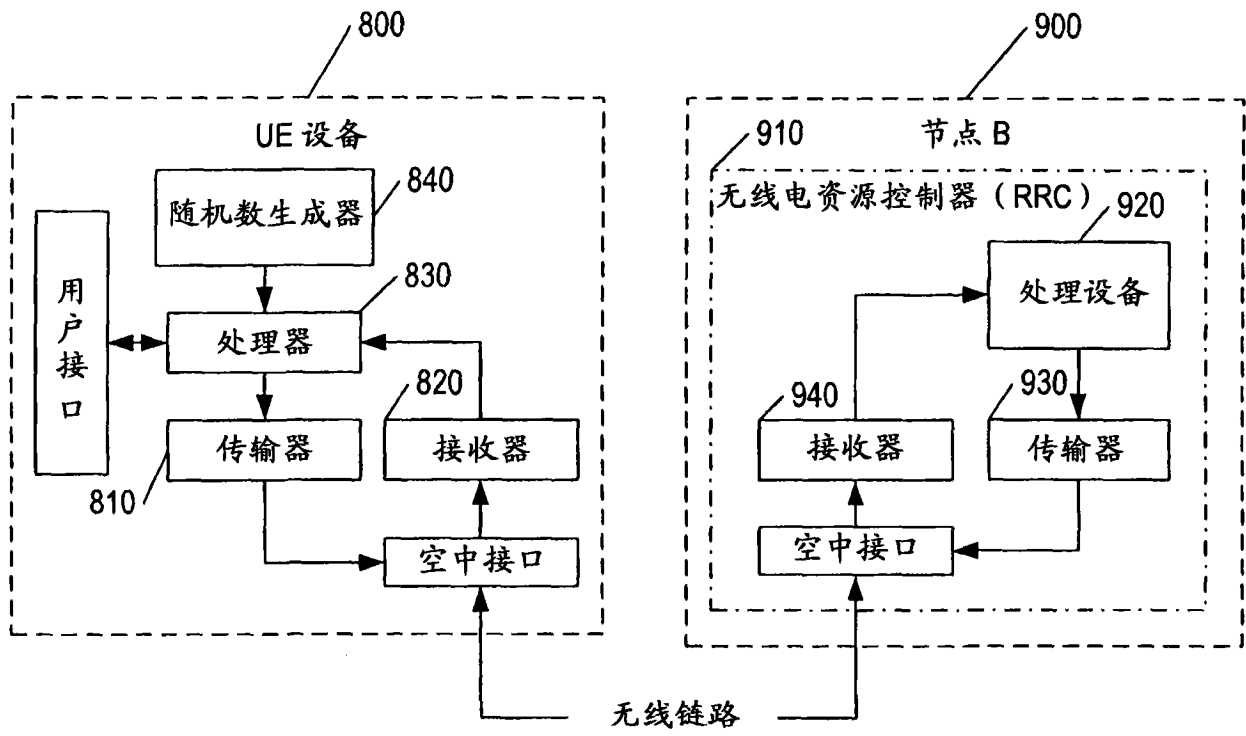 800
900
UE 设备
节点 B
910
840
随机数生成器
无线电资源控制器（RRC）
920
用户接口
830
处理器
处理设备
820
940
930
传输器
接收器
接收器
传输器
810
空中接口
空中接口
无线链路